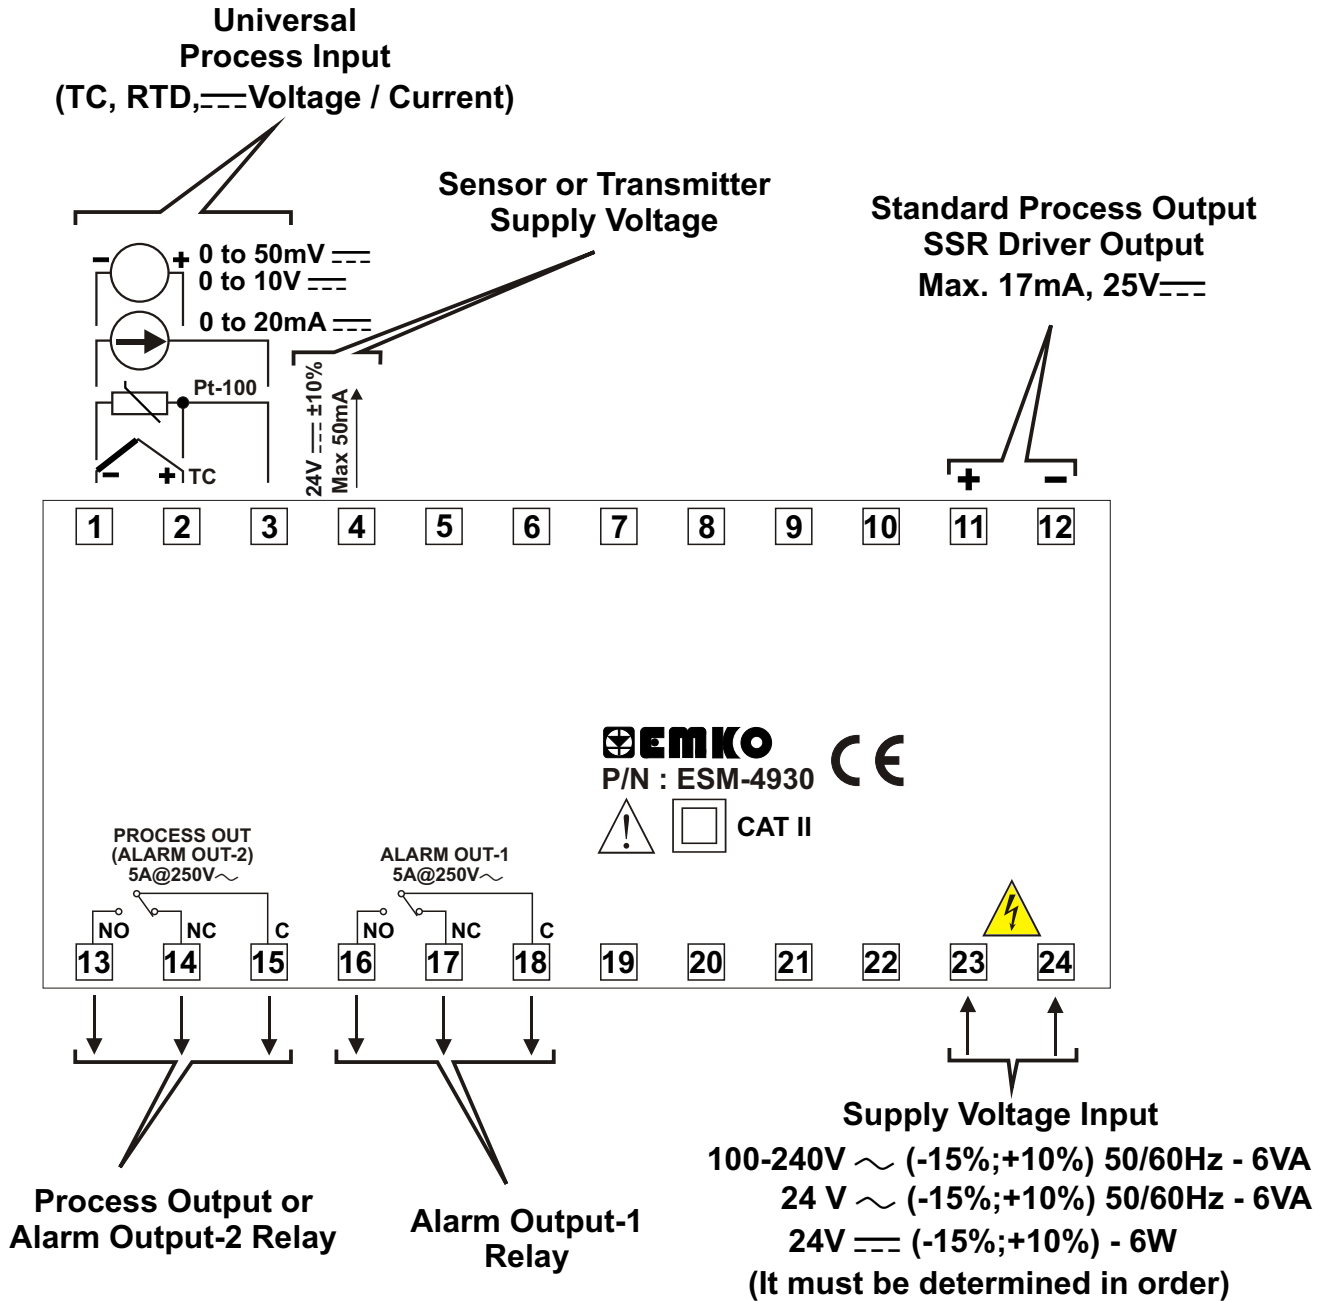 Universal
Process Input
(TC, RTD, Voltage / Current)
Sensor or Transmitter
Supply Voltage
Standard Process Output
SSR Driver Output
Max. 17mA, 25V
- + 0 to 50mV
0 to 10V
0 to 20mA
Pt-100
- + TC
24V ±10%
Max 50mA
+ -
1 2 3 4 5 6 7 8 9 10 11 12
EMKO CE
P/N : ESM-4930
! CAT II
PROCESS OUT
(ALARM OUT-2)
5A@250V~
NO NC C
ALARM OUT-1
5A@250V~
NO NC C
13 14 15 16 17 18 19 20 21 22 23 24
Process Output or
Alarm Output-2 Relay
Alarm Output-1
Relay
Supply Voltage Input
100-240V ~ (-15%;+10%) 50/60Hz - 6VA
24 V ~ (-15%;+10%) 50/60Hz - 6VA
24V (-15%;+10%) - 6W
(It must be determined in order)